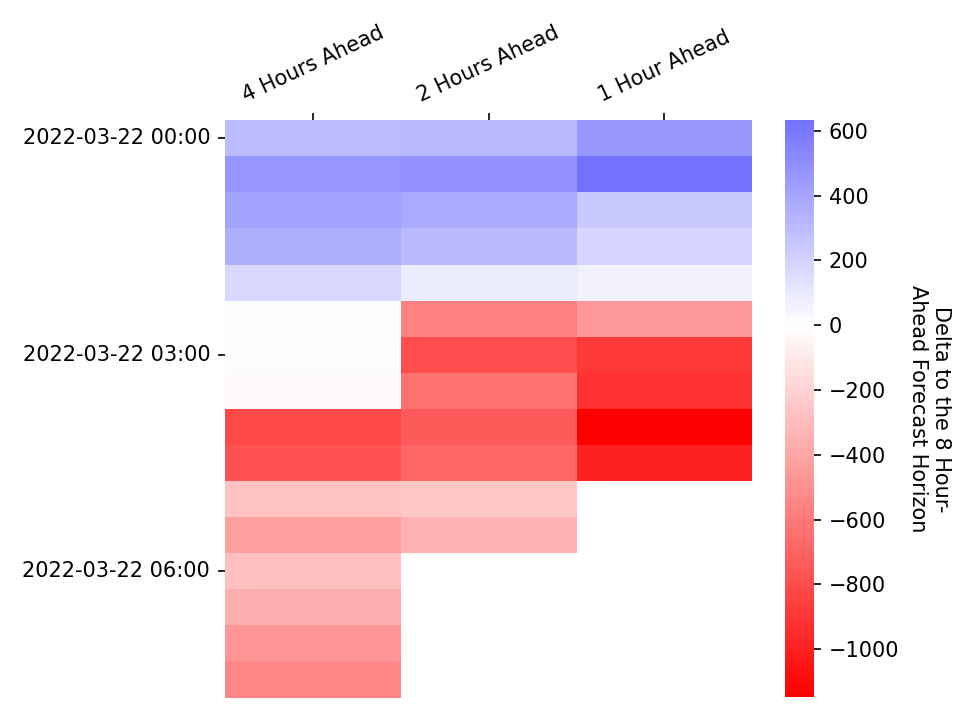 4 Hours Ahead
2 Hours Ahead
1 Hour Ahead
2022-03-22 00:00
2022-03-22 03:00
2022-03-22 06:00
600
400
200
0
−200
−400
−600
−800
−1000
Delta to the 8 Hour-
Ahead Forecast Horizon